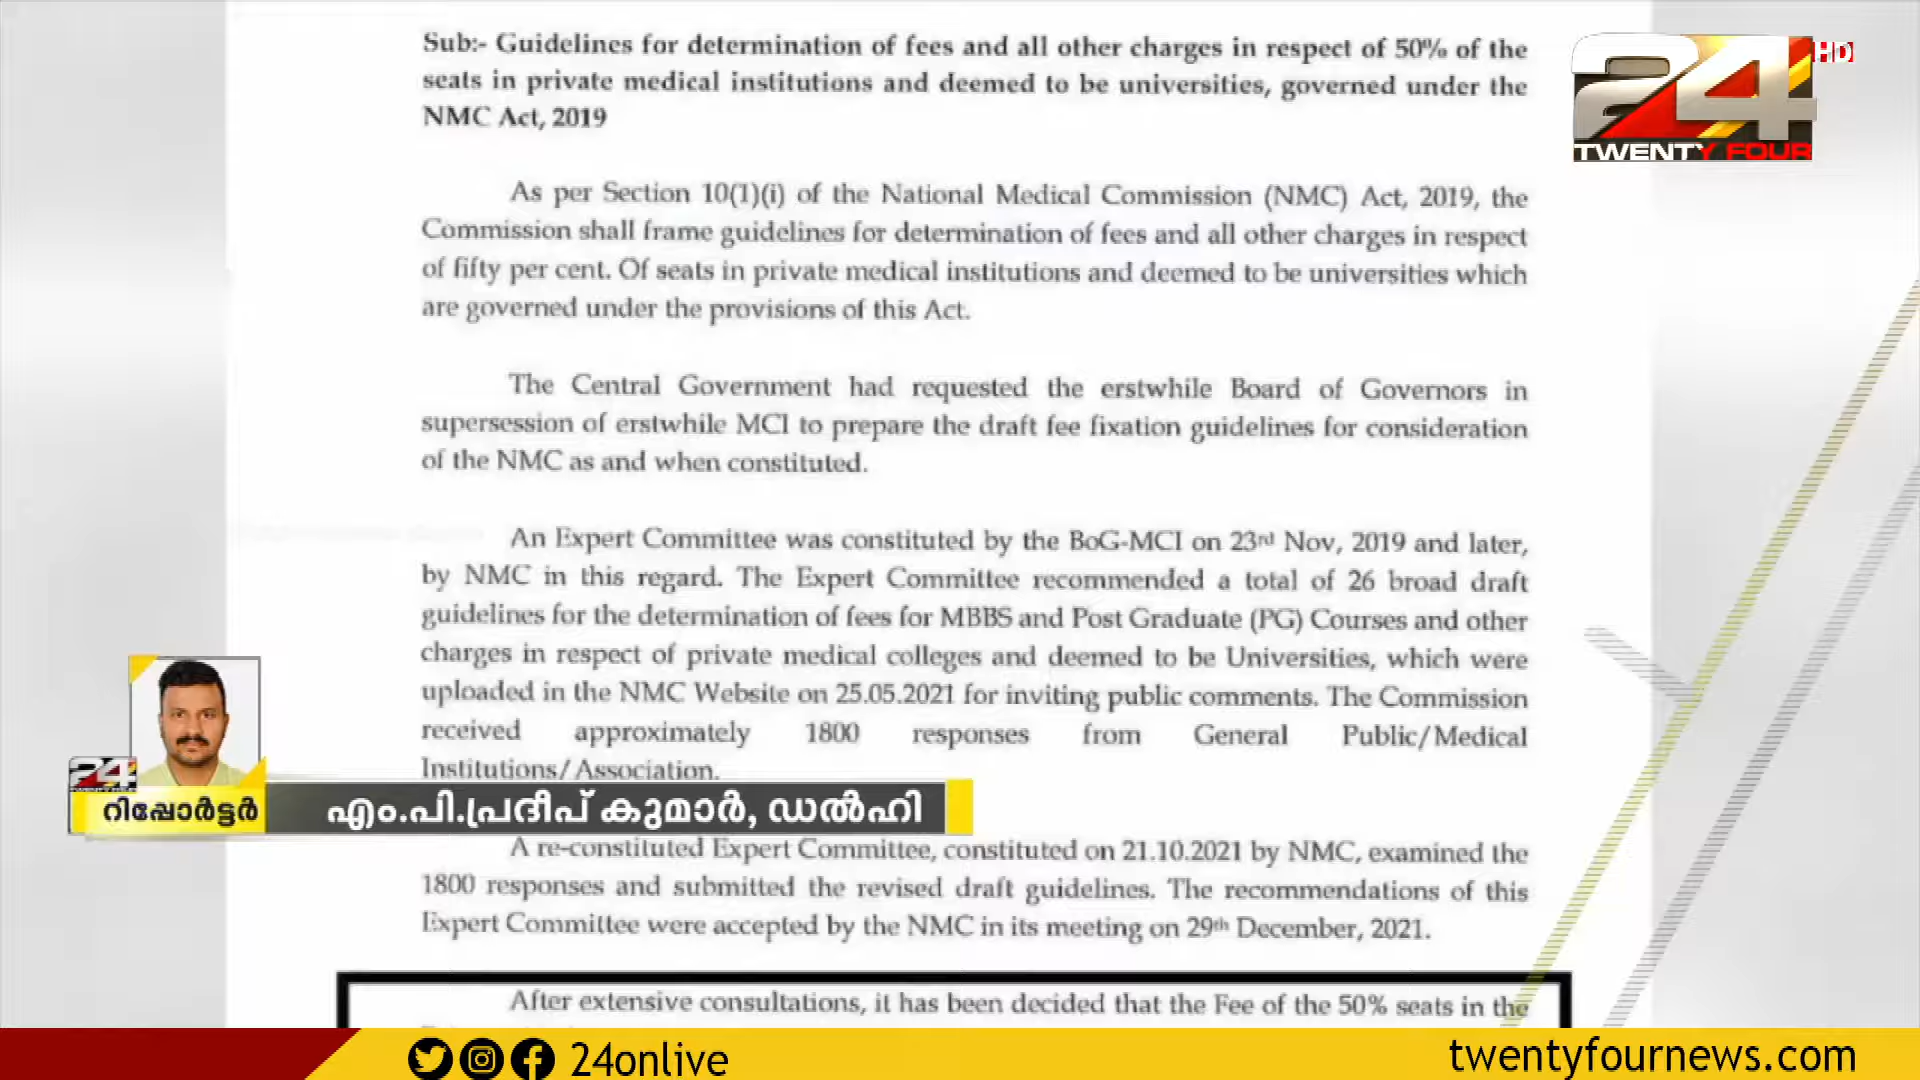 Sub:- Guidelines for determination of fees and all other charges in respect of 50% of the
seats in private medical institutions and deemed to be universities, governed under the
NMC Act, 2019
24 HD
TWENTY FOUR
As per Section 10(1)(i) of the National Medical Commission (NMC) Act, 2019, the
Commission shall frame guidelines for determination of fees and all other charges in respect
of fifty per cent. Of seats in private medical institutions and deemed to be universities which
are governed under the provisions of this Act.
The Central Government had requested the erstwhile Board of Governors in
supersession of erstwhile MCI to prepare the draft fee fixation guidelines for consideration
of the NMC as and when constituted.
An Expert Committee was constituted by the BoG-MCI on 23rd Nov, 2019 and later,
by NMC in this regard. The Expert Committee recommended a total of 26 broad draft
guidelines for the determination of fees for MBBS and Post Graduate (PG) Courses and other
charges in respect of private medical colleges and deemed to be Universities, which were
uploaded in the NMC Website on 25.05.2021 for inviting public comments. The Commission
received approximately 1800 responses from General Public/Medical
Institutions/Association.
24
റിപ്പോർട്ടർ എം.പി.പ്രദീപ് കുമാർ, ഡൽഹി
A re-constituted Expert Committee, constituted on 21.10.2021 by NMC, examined the
1800 responses and submitted the revised draft guidelines. The recommendations of this
Expert Committee were accepted by the NMC in its meeting on 29th December, 2021.
After extensive consultations, it has been decided that the Fee of the 50% seats in the
24onlive
twentyfournews.com